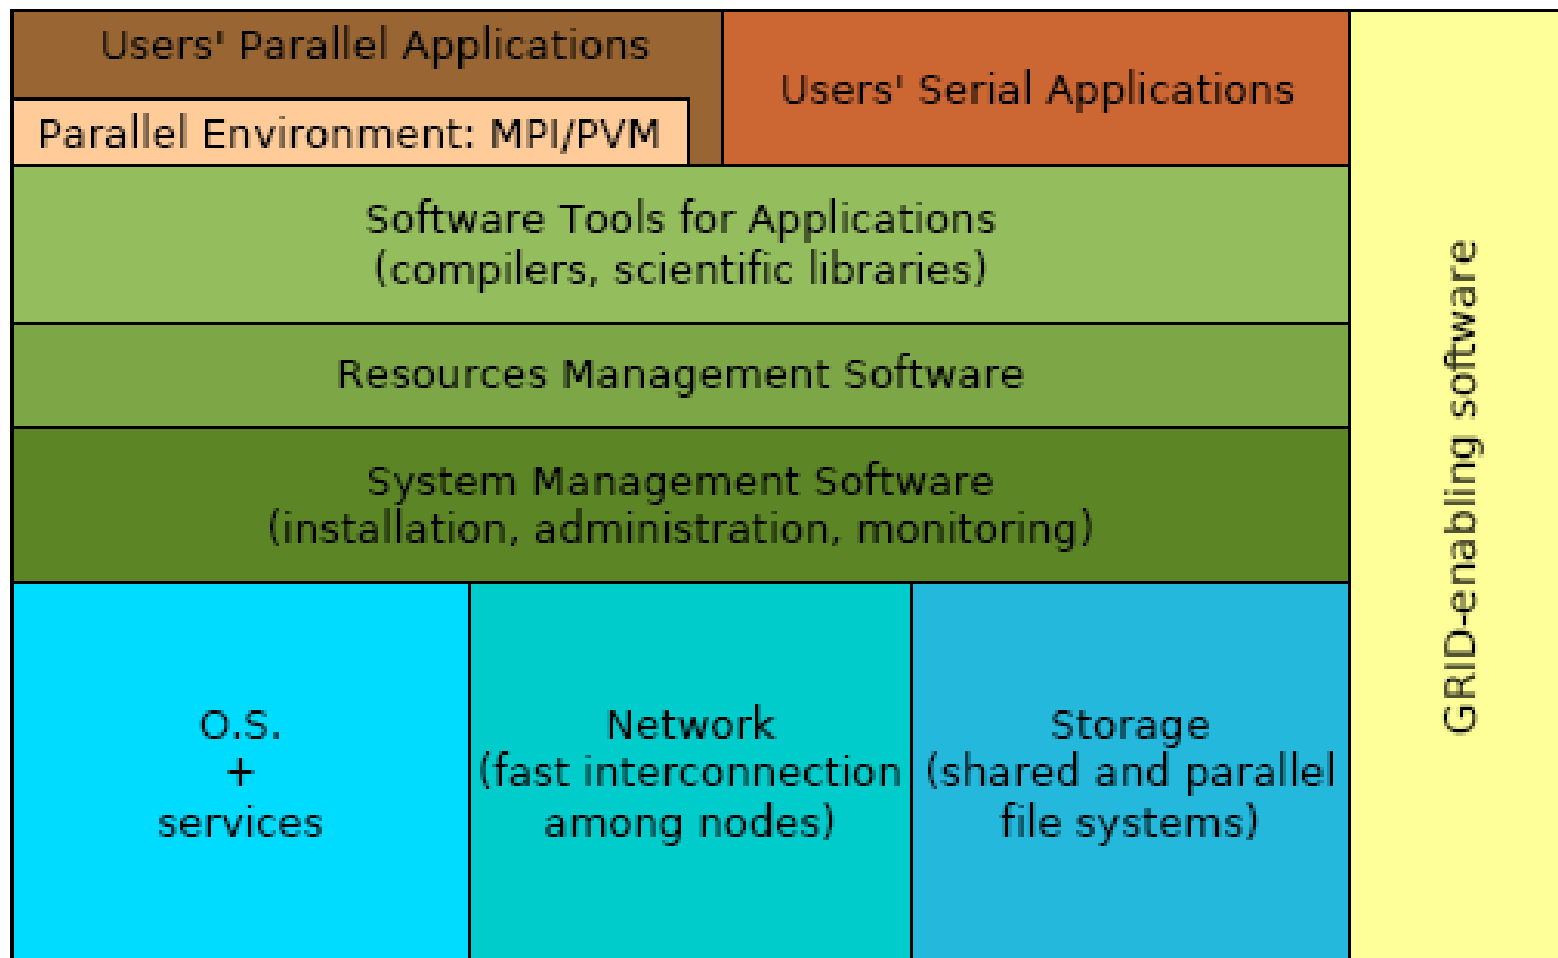 Users' Parallel Applications
Users' Serial Applications
Parallel Environment: MPI/PVM
Software Tools for Applications
(compilers, scientific libraries)
Resources Management Software
System Management Software
(installation, administration, monitoring)
O.S.
+
services
Network
(fast interconnection
among nodes)
Storage
(shared and parallel
file systems)
GRID-enabling software